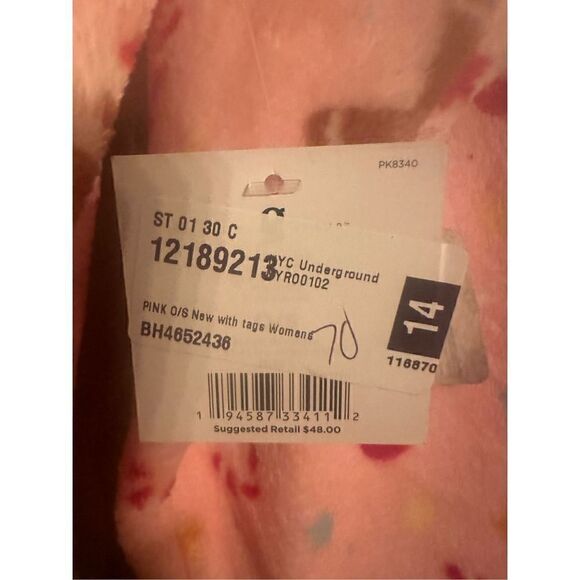 PK8340
ST 01 30 C
12189213
NYC Underground
YR00102
PINK O/S New with tags Womens
BH4652436
70
14
116870
1 94587 33411 2
Suggested Retail $48.00